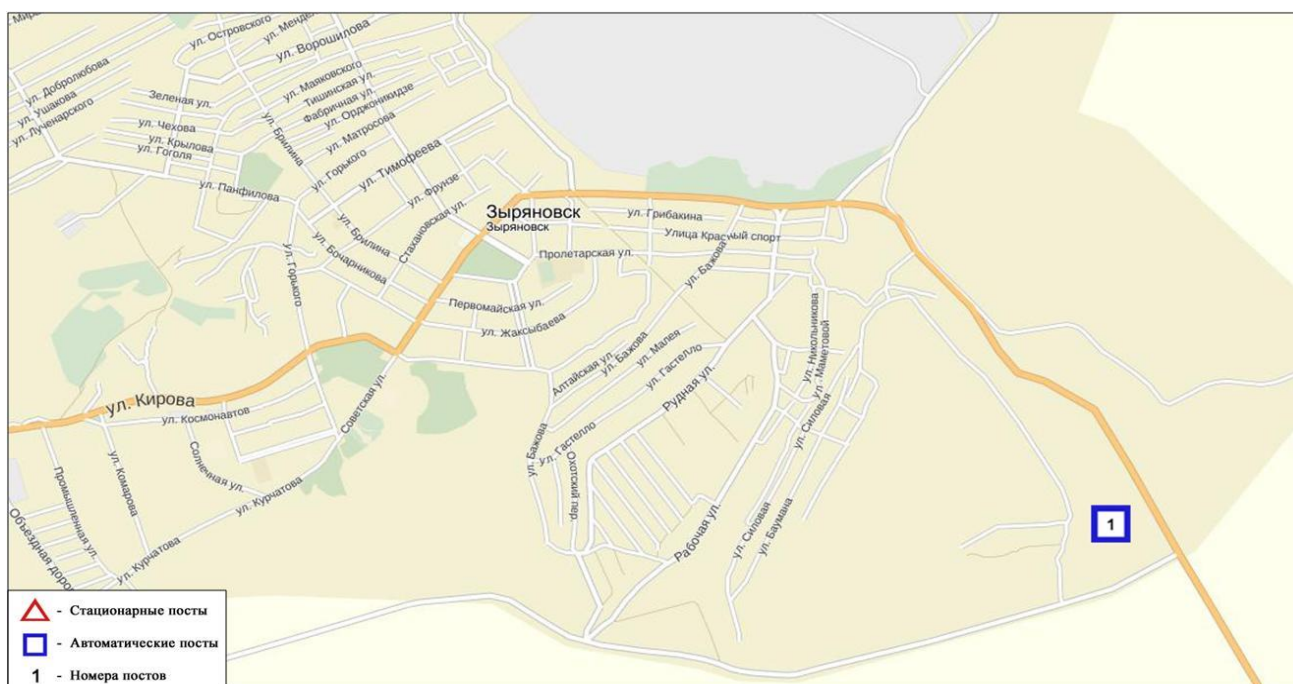 ул. Островского
ул. Ворошилова
ул. Добролюбова
ул. Ушакова
ул. Маяковского
Тишинская ул.
Фабричная ул.
ул. Орджоникидзе
Зеленая ул.
ул. Чехова
ул. Крылова
ул. Гоголя
ул. Брилина
ул. Матросова
ул. Горького
ул. Тимофеева
ул. Фрунзе
Стахановская ул.
ул. Панфилова
Зыряновск
Зыряновск
ул. Грибакина
Улица Красный спорт
Пролетарская ул.
ул. Бажова
ул. Брилина
ул. Бочарникова
ул. Горького
Первомайская ул.
ул. Жаксыбаева
Алтайская ул.
ул. Бажова
ул. Малея
ул. Гастелло
Рудная ул.
ул. Никольникова
ул. Маметовой
ул. Силовая
ул. Кирова
ул. Космонавтов
Советская ул.
Солнечная ул.
ул. Комарова
Промышленная ул.
ул. Курчатова
ул. Курчатова
ул. Бажова
ул. Гастелло
Охотский пер.
Рабочая ул.
ул. Силовая
ул. Баумана
1
- Стационарные посты
- Автоматические посты
1 - Номера постов